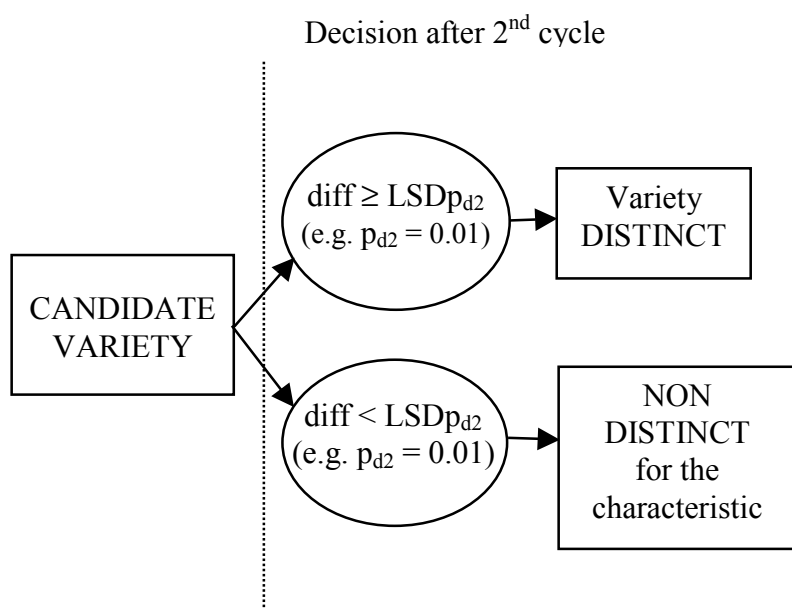 Decision after 2nd cycle
CANDIDATE
VARIETY
diff ≥ LSDpd2
(e.g. pd2 = 0.01)
Variety
DISTINCT
diff < LSDpd2
(e.g. pd2 = 0.01)
NON
DISTINCT
for the
characteristic